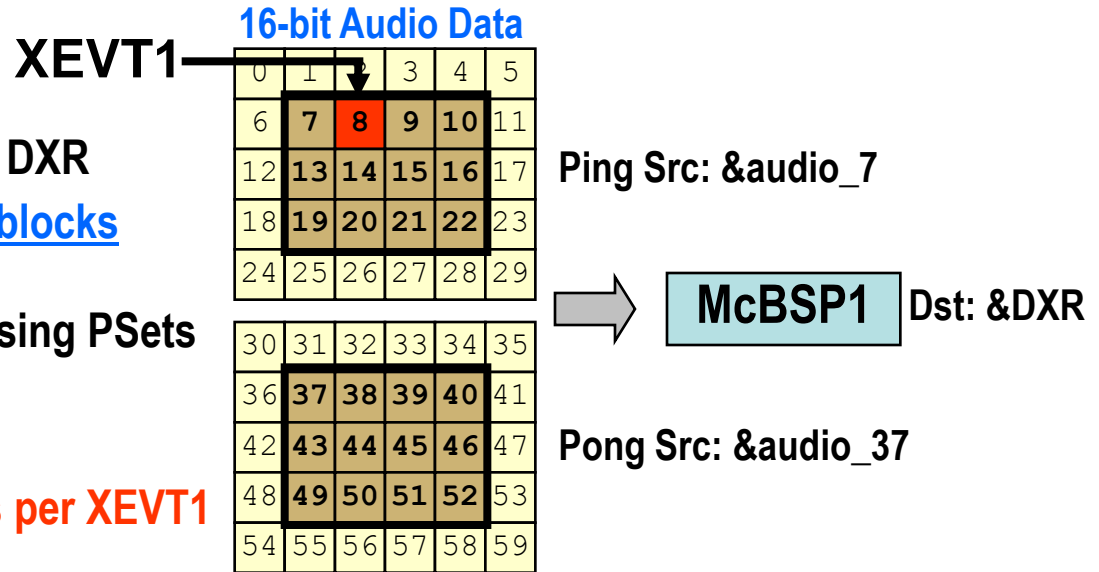 16-bit Audio Data
XEVT1
0 1 2 3 4 5
6 7 8 9 10 11
12 13 14 15 16 17
18 19 20 21 22 23
24 25 26 27 28 29
DXR
blocks
sing PSets
per XEVT1
Ping Src: &audio_7
McBSP1 Dst: &DXR
30 31 32 33 34 35
36 37 38 39 40 41
42 43 44 45 46 47
48 49 50 51 52 53
54 55 56 57 58 59
Pong Src: &audio_37